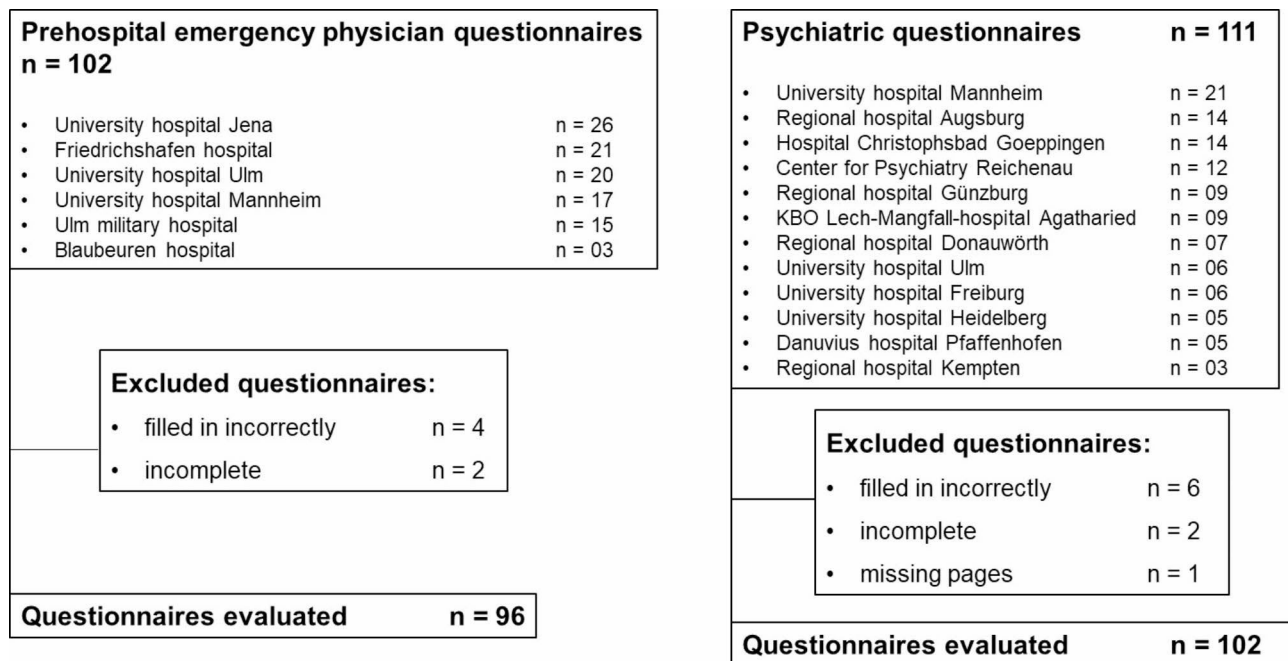 Prehospital emergency physician questionnaires
n = 102
• University hospital Jena n = 26
• Friedrichshafen hospital n = 21
• University hospital Ulm n = 20
• University hospital Mannheim n = 17
• Ulm military hospital n = 15
• Blaubeuren hospital n = 03
Excluded questionnaires:
• filled in incorrectly n = 4
• incomplete n = 2
Questionnaires evaluated n = 96
Psychiatric questionnaires n = 111
• University hospital Mannheim n = 21
• Regional hospital Augsburg n = 14
• Hospital Christophsbad Goeppingen n = 14
• Center for Psychiatry Reichenau n = 12
• Regional hospital Günzburg n = 09
• KBO Lech-Mangfall-hospital Agatharied n = 09
• Regional hospital Donauwörth n = 07
• University hospital Ulm n = 06
• University hospital Freiburg n = 06
• University hospital Heidelberg n = 05
• Danuvius hospital Pfaffenhofen n = 05
• Regional hospital Kempten n = 03
Excluded questionnaires:
• filled in incorrectly n = 6
• incomplete n = 2
• missing pages n = 1
Questionnaires evaluated n = 102